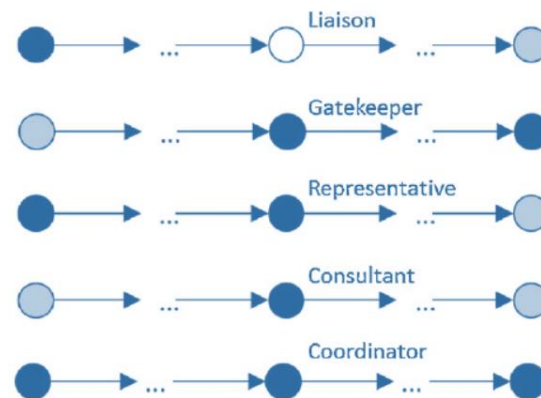 Liaison
... ...
Gatekeeper
... ...
Representative
... ...
Consultant
... ...
Coordinator
... ...